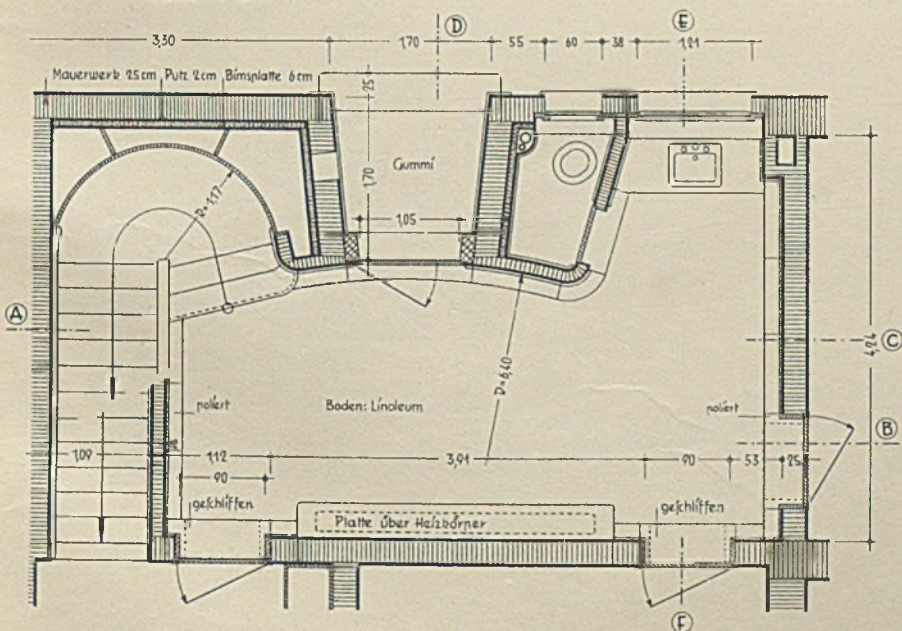 D
E
3,30
1,70
55
60
38
1,21
Mauerwerk 25cm
Putz 2cm
Bimsplatte 6cm
25
Gummi
1,70
R=1,17
1,05
A
C
4,24
D=6,40
poliert
Boden: Linoleum
poliert
B
1,09
1,12
3,91
90
53
25
90
geschliffen
geschliffen
Platte über Heizkörper
F